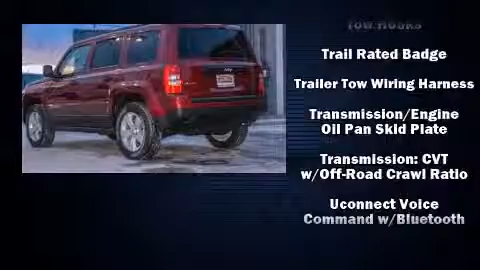 Tow Hooks
Trail Rated Badge
Trailer Tow Wiring Harness
Transmission/Engine
Oil Pan Skid Plate
Transmission: CVT
w/Off-Road Crawl Ratio
Uconnect Voice
Command w/Bluetooth
Jeep